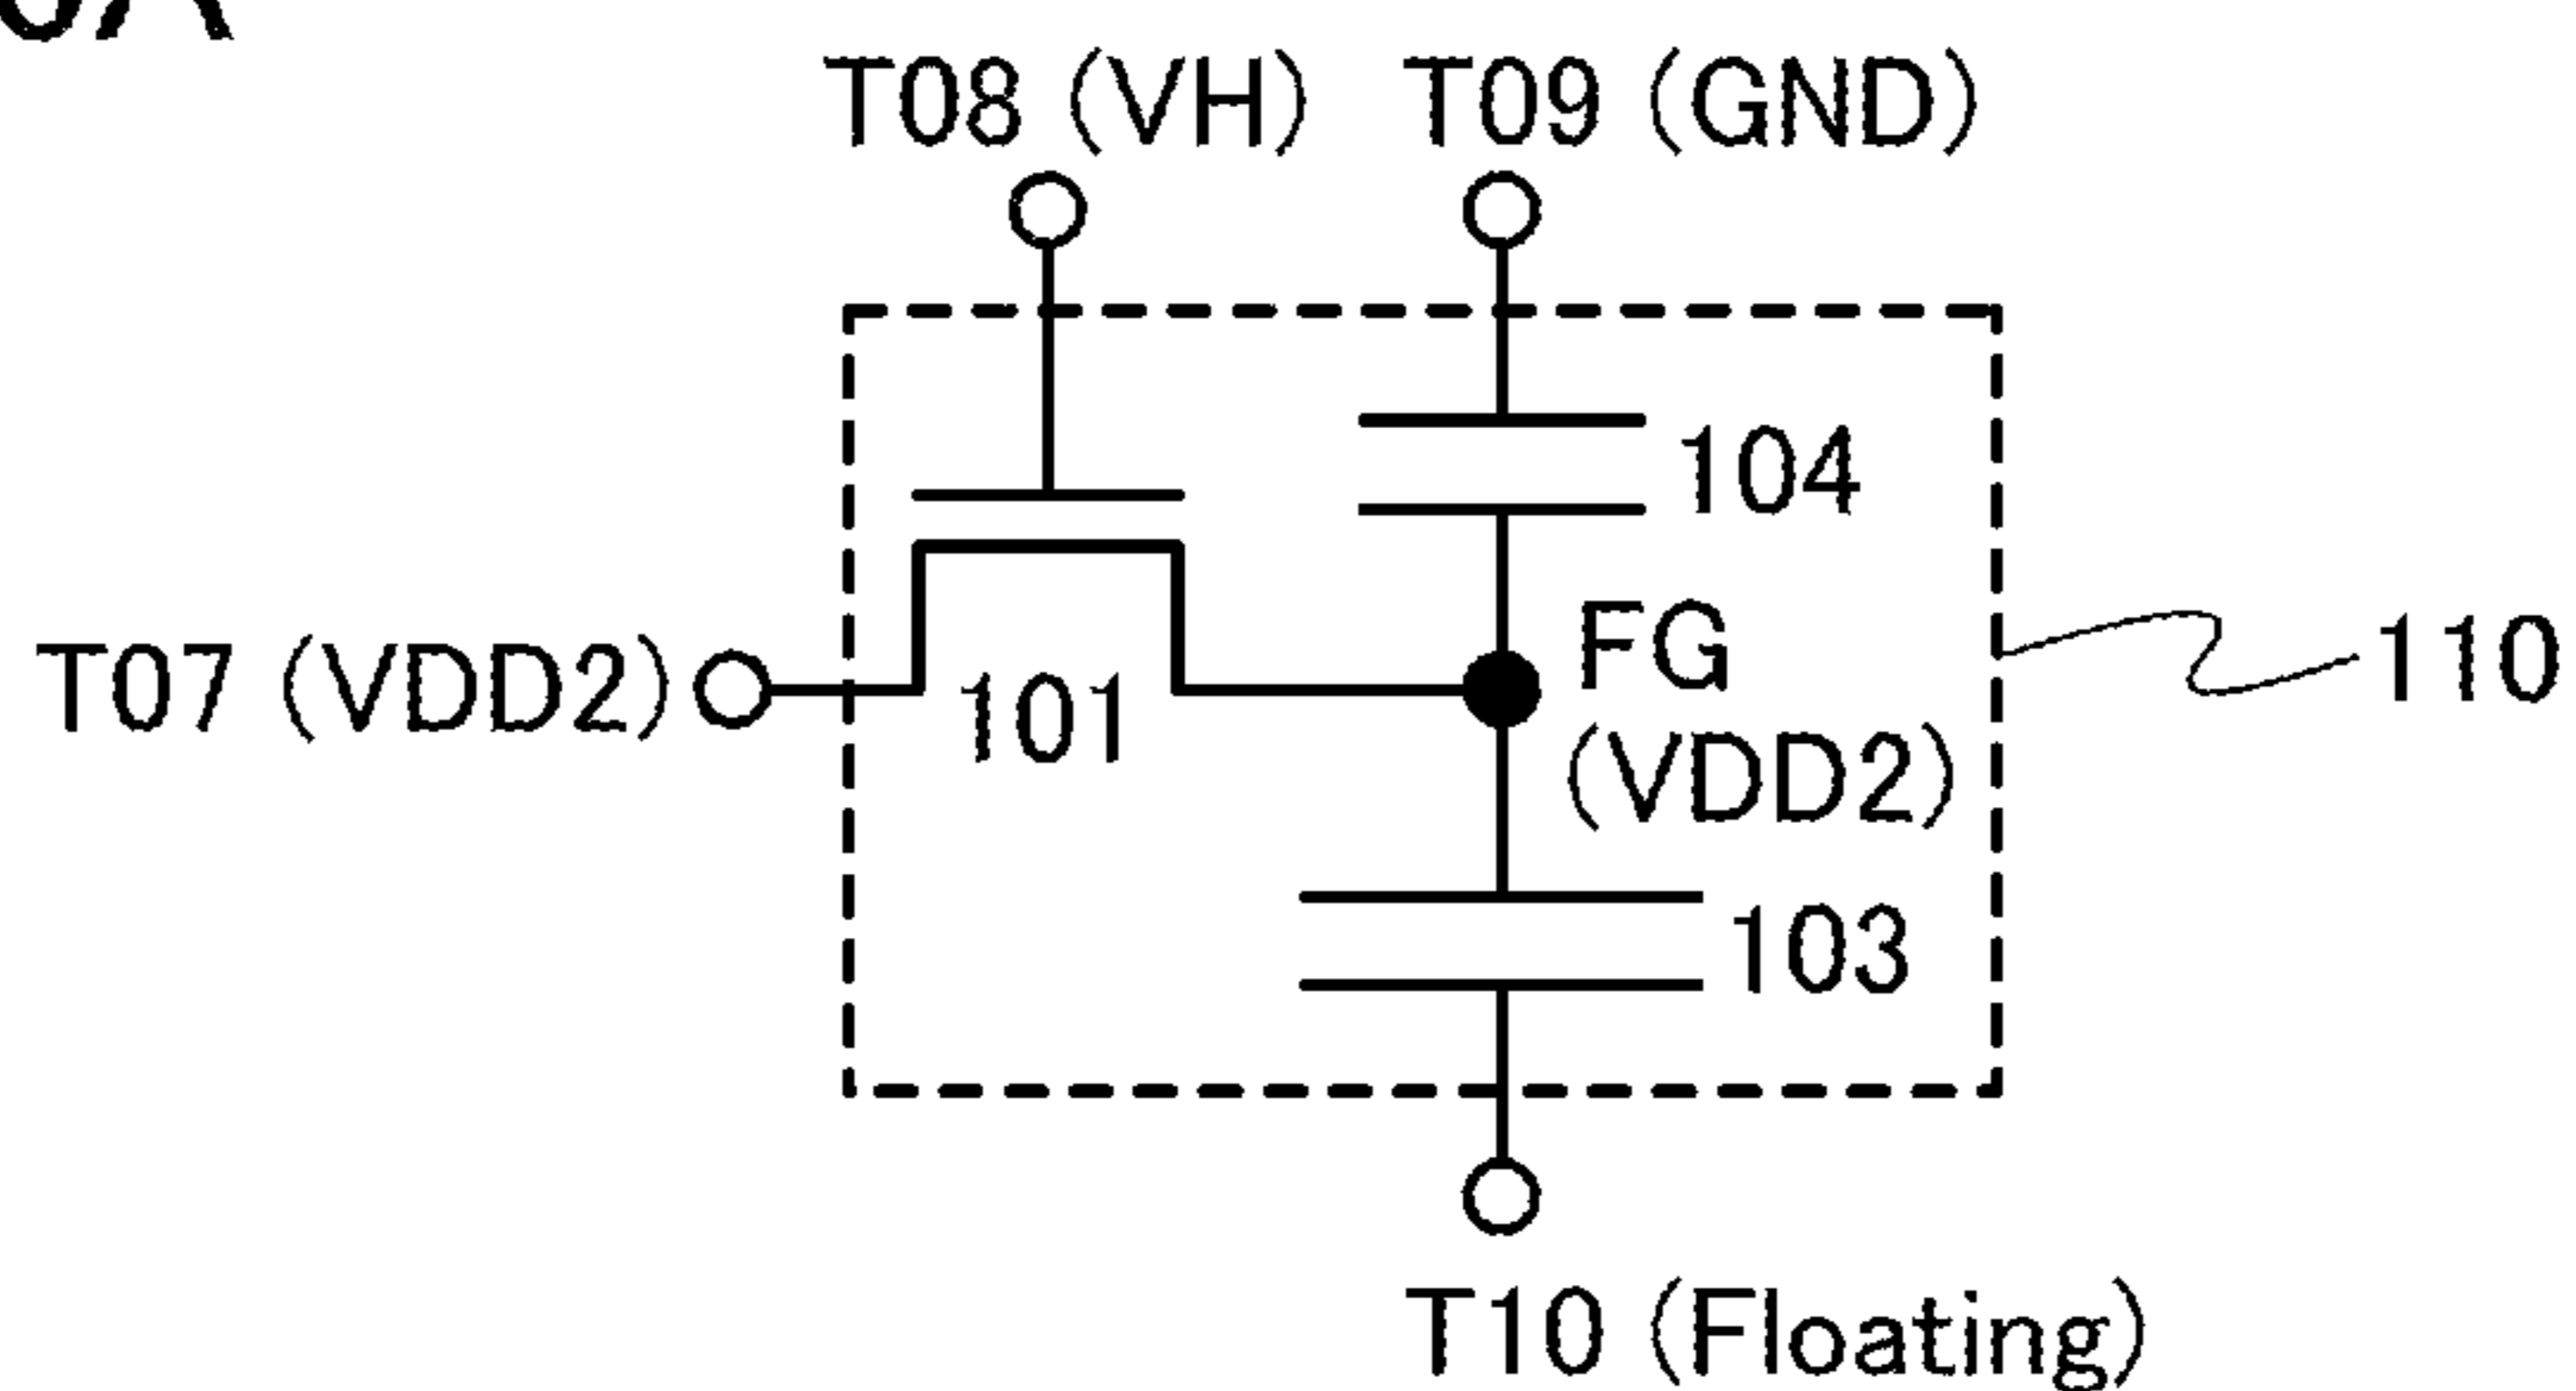 T08 (VH) T09 (GND)
104
T07 (VDD2) 101 FG 110
(VDD2)
103
T10 (Floating)